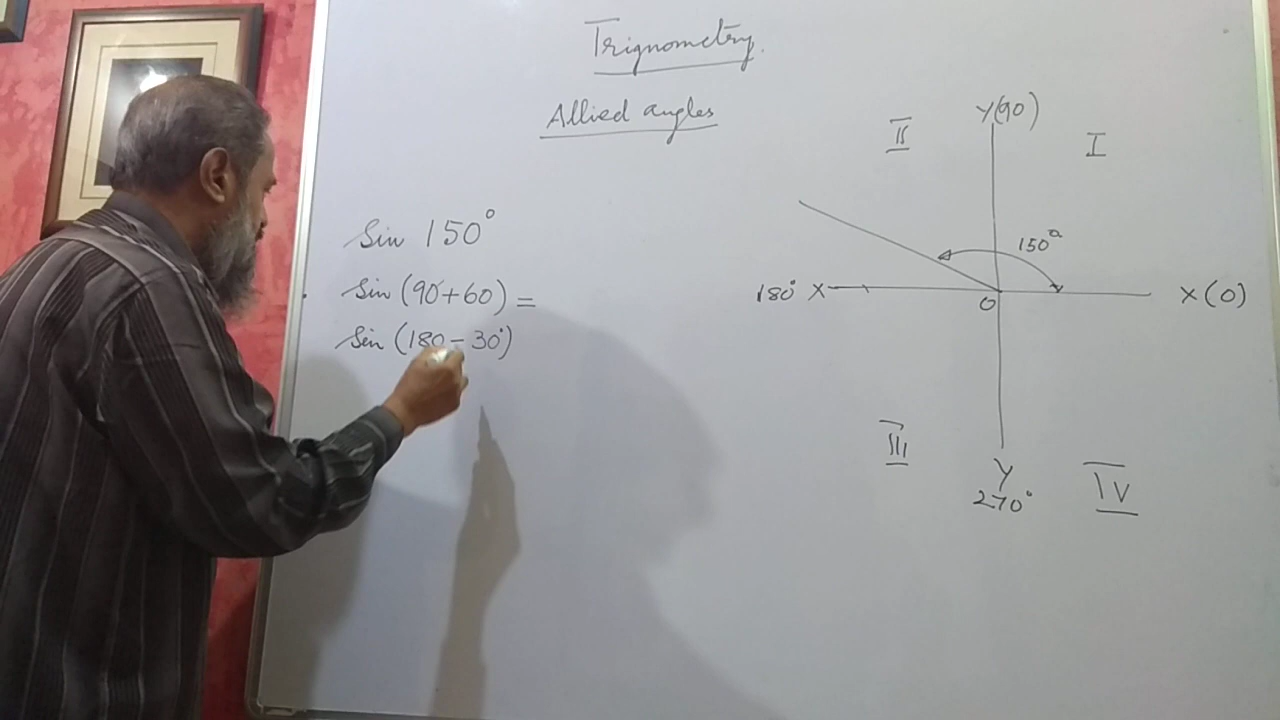 Trignometry.
Allied angles
Sin 150°
Sin (90°+60) =
Sin (180-30°)
II
Y(90)
I
150°
180° X
O
X(0)
III
Y
270°
IV